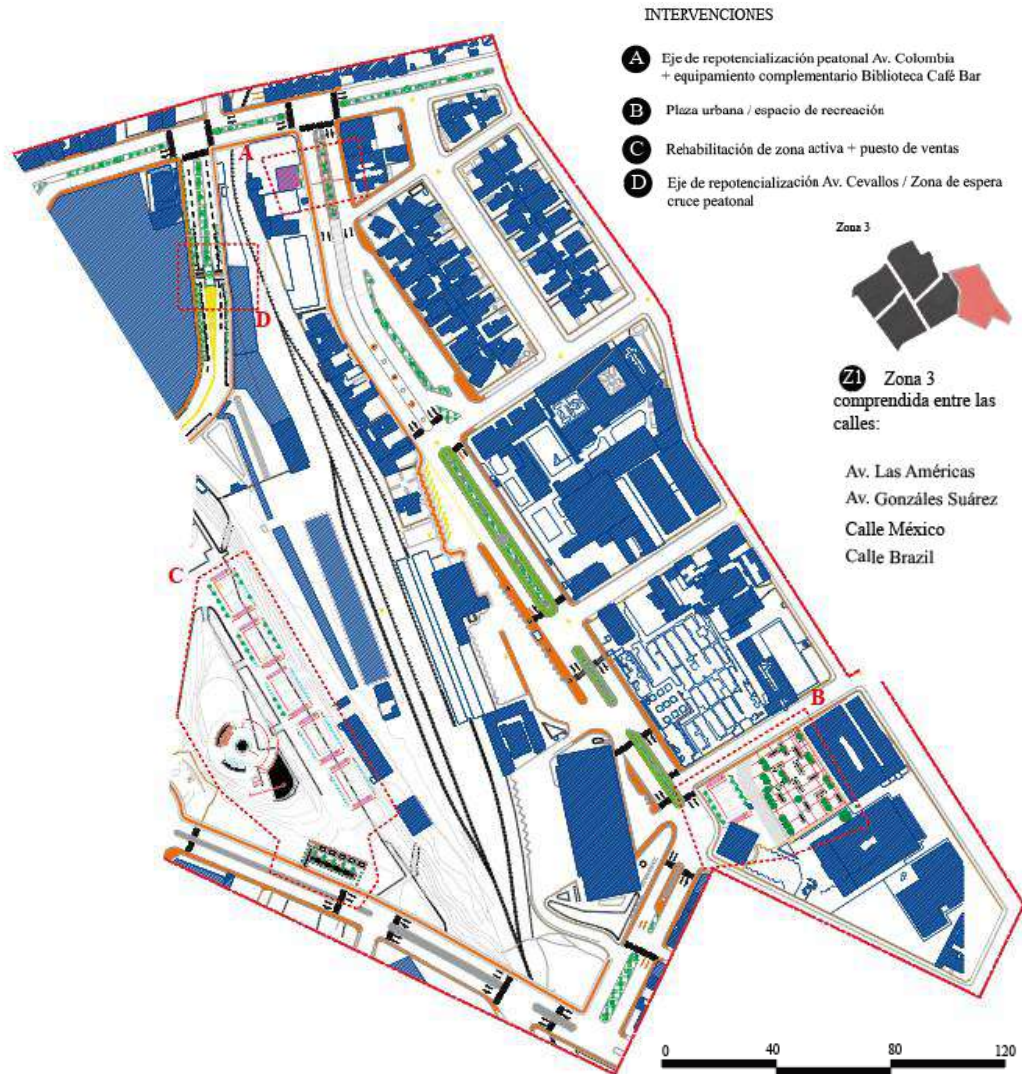 INTERVENCIONES
A Eje de repotencialización peatonal Av. Colombia
+ equipamiento complementario Biblioteca Café Bar
B Plaza urbana / espacio de recreación
C Rehabilitación de zona activa + puesto de ventas
D Eje de repotencialización Av. Cevallos / Zona de espera
cruce peatonal
Zona 3
Z1 Zona 3
comprendida entre las
calles:
Av. Las Américas
Av. Gonzáles Suárez
Calle México
Calle Brazil
A
D
C
B
0 40 80 120